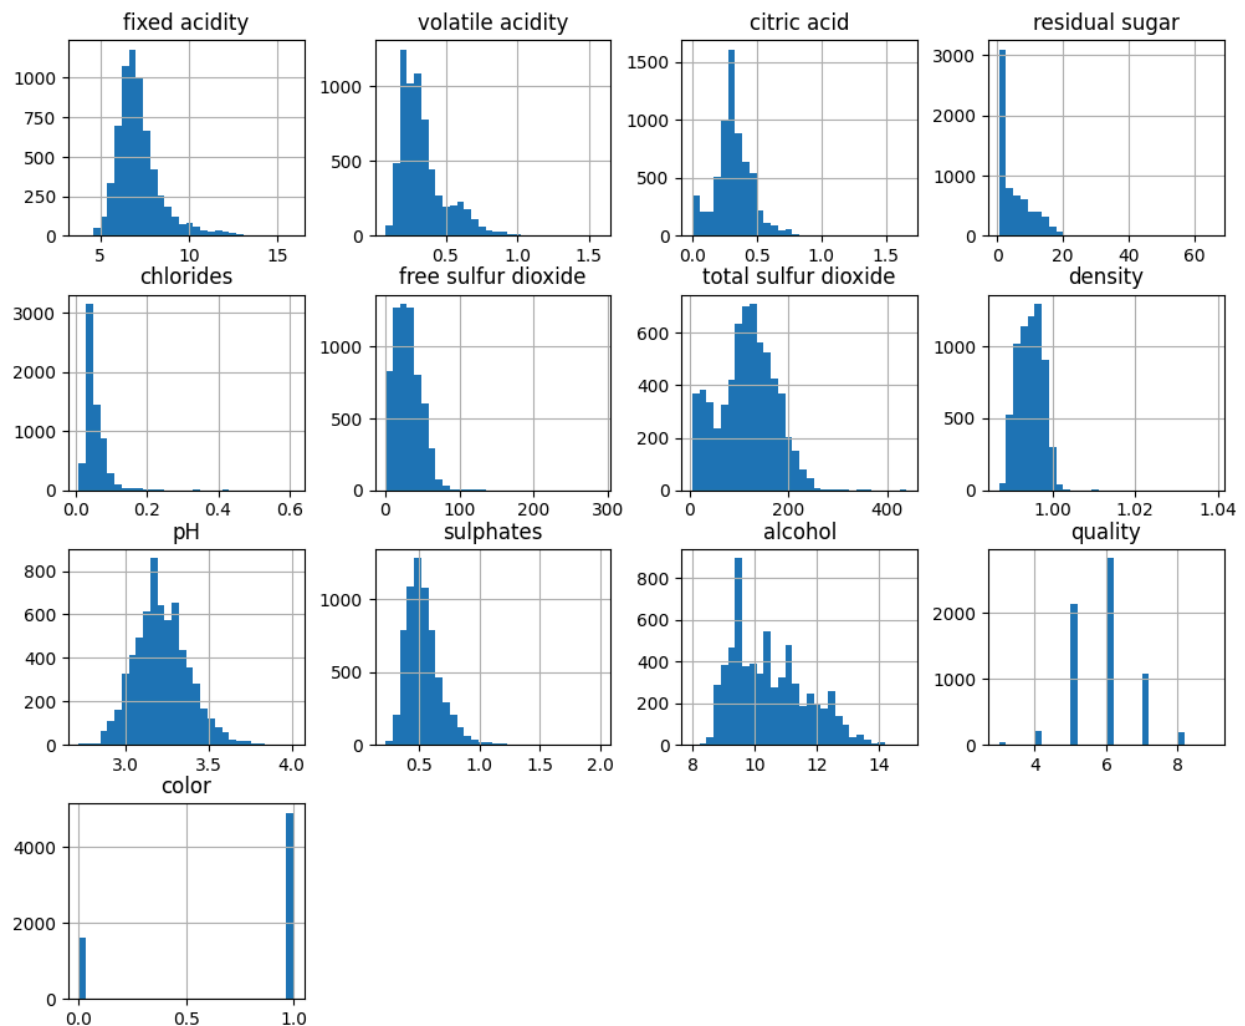 fixed acidity volatile acidity citric acid residual sugar
1000 750 500 250 0
5 10 15
1000 500 0
0.5 1.0 1.5
1500 1000 500 0
0.0 0.5 1.0 1.5
3000 2000 1000 0
0 20 40 60
chlorides free sulfur dioxide total sulfur dioxide density
3000 2000 1000 0
0.0 0.2 0.4 0.6
1000 500 0
0 100 200 300
600 400 200 0
0 200 400
1000 500 0
1.00 1.02 1.04
pH sulphates alcohol quality
800 600 400 200 0
3.0 3.5 4.0
1000 500 0
0.5 1.0 1.5 2.0
800 600 400 200 0
8 10 12 14
2000 1000 0
4 6 8
color
4000 2000 0
0.0 0.5 1.0